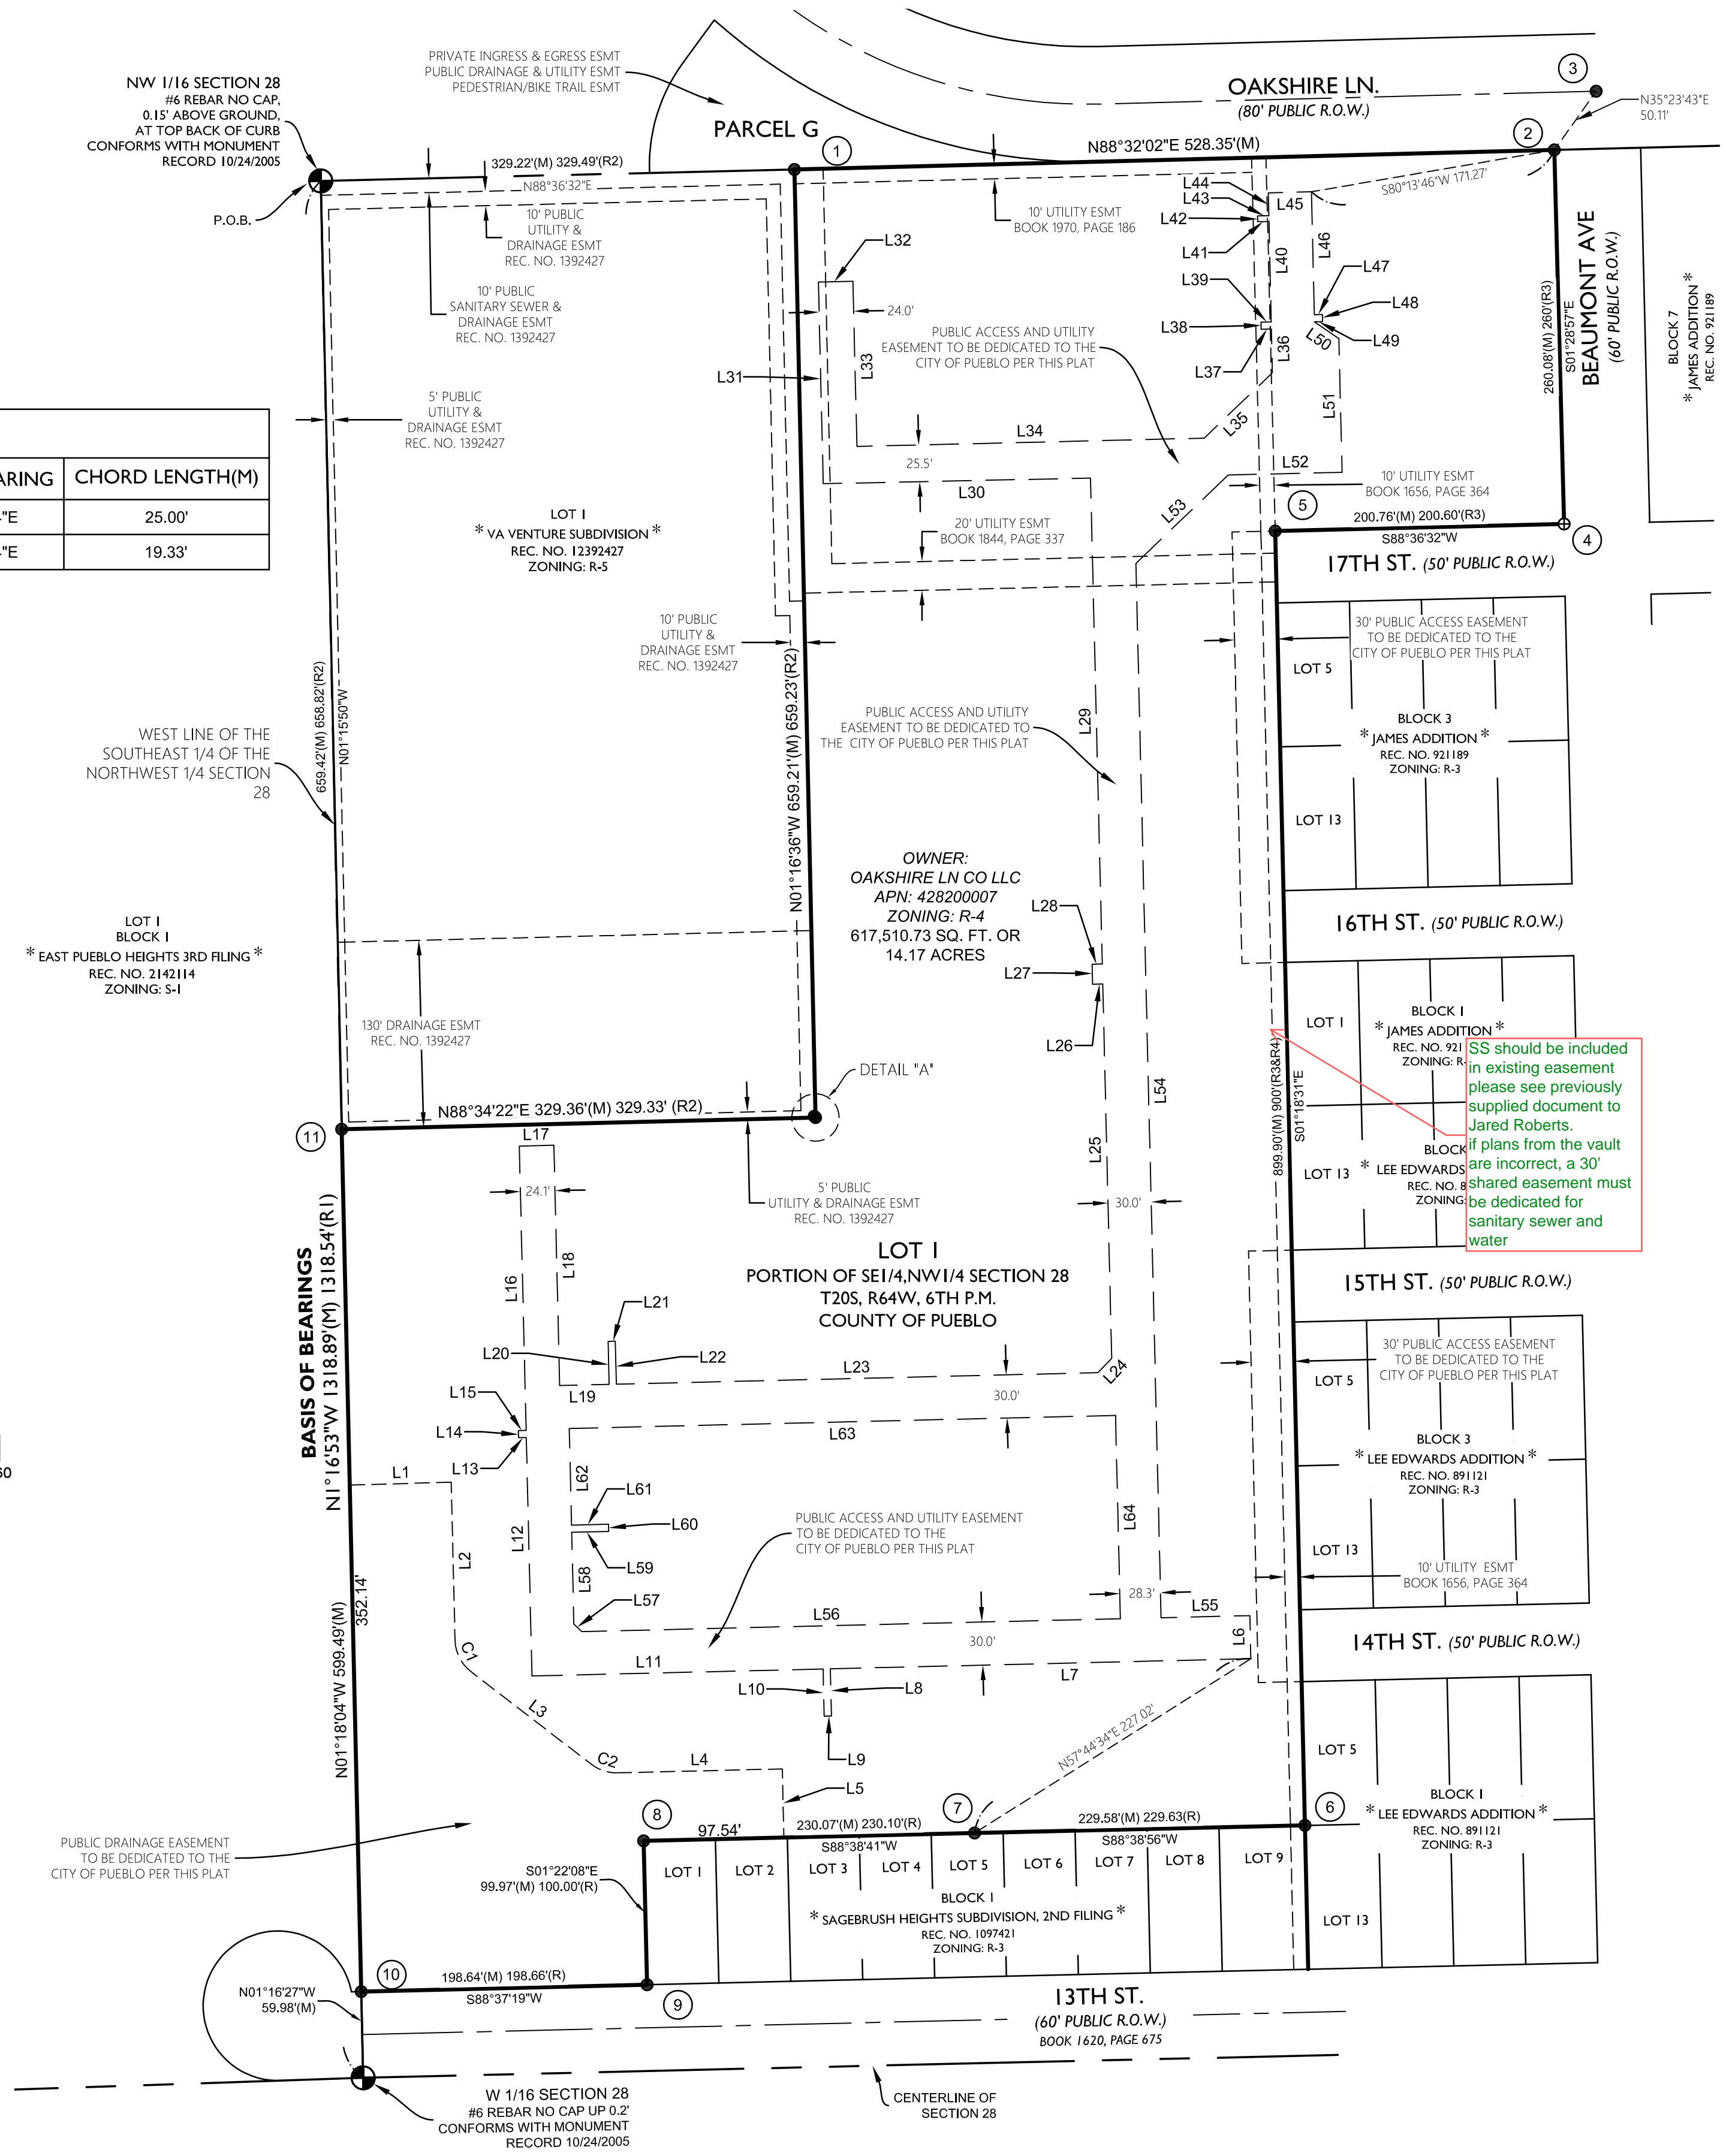 NW 1/16 SECTION 28
#6 REBAR NO CAP,
0.15' ABOVE GROUND,
AT TOP BACK OF CURB
CONFORMS WITH MONUMENT
RECORD 10/24/2005
P.O.B.
PRIVATE INGRESS & EGRESS ESMT
PUBLIC DRAINAGE & UTILITY ESMT
PEDESTRIAN/BIKE TRAIL ESMT
PARCEL G
OAKSHIRE LN.
(80' PUBLIC R.O.W.)
3
N35°23'43"E
50.11'
2
1
N88°32'02"E 528.35'(M)
329.22'(M) 329.49'(R2)
N88°36'32"E
S80°13'46"W 171.27'
10' PUBLIC
UTILITY &
DRAINAGE ESMT
REC. NO. 1392427
10' PUBLIC
SANITARY SEWER &
DRAINAGE ESMT
REC. NO. 1392427
5' PUBLIC
UTILITY &
DRAINAGE ESMT
REC. NO. 1392427
10' UTILITY ESMT
BOOK 1970, PAGE 186
L44
L43
L42
L41
L45
L40
L46
L39
L38
L37
L36
L47
L48
L49
L50
L51
L32
24.0'
L31
L33
PUBLIC ACCESS AND UTILITY
EASEMENT TO BE DEDICATED TO THE
CITY OF PUEBLO PER THIS PLAT
L34
L35
25.5'
L30
L52
L53
260.08'(M) 260'(R3)
S01°28'57"E
BEAUMONT AVE
(60' PUBLIC R.O.W.)
BLOCK 7
* JAMES ADDITION *
REC. NO. 921189
ARING
CHORD LENGTH(M)
"E
25.00'
"E
19.33'
LOT 1
* VA VENTURE SUBDIVISION *
REC. NO. 12392427
ZONING: R-5
20' UTILITY ESMT
BOOK 1844, PAGE 337
10' UTILITY ESMT
BOOK 1656, PAGE 364
5
200.76'(M) 200.60'(R3)
S88°36'32"W
4
17TH ST. (50' PUBLIC R.O.W.)
10' PUBLIC
UTILITY &
DRAINAGE ESMT
REC. NO. 1392427
30' PUBLIC ACCESS EASEMENT
TO BE DEDICATED TO THE
CITY OF PUEBLO PER THIS PLAT
LOT 5
BLOCK 3
* JAMES ADDITION *
REC. NO. 921189
ZONING: R-3
LOT 13
659.42'(M) 658.82'(R2)
N01°15'50"W
N01°16'36"W 659.21'(M) 659.23'(R2)
WEST LINE OF THE
SOUTHEAST 1/4 OF THE
NORTHWEST 1/4 SECTION
28
PUBLIC ACCESS AND UTILITY
EASEMENT TO BE DEDICATED TO
THE CITY OF PUEBLO PER THIS PLAT
L29
OWNER:
OAKSHIRE LN CO LLC
APN: 428200007
ZONING: R-4
617,510.73 SQ. FT. OR
14.17 ACRES
L28
L27
L26
16TH ST. (50' PUBLIC R.O.W.)
LOT 1
BLOCK 1
* EAST PUEBLO HEIGHTS 3RD FILING *
REC. NO. 2142114
ZONING: S-1
130' DRAINAGE ESMT
REC. NO. 1392427
LOT 1
BLOCK 1
* JAMES ADDITION *
REC. NO. 921
ZONING: R-
LOT 13
BLOCK
* LEE EDWARDS
REC. NO. 8
ZONING:
SS should be included
in existing easement
please see previously
supplied document to
Jared Roberts.
if plans from the vault
are incorrect, a 30'
shared easement must
be dedicated for
sanitary sewer and
water
899.90'(M) 900'(R3&R4)
S01°18'31"E
DETAIL "A"
11
N88°34'22"E 329.36'(M) 329.33' (R2)
L17
24.1'
5' PUBLIC
UTILITY & DRAINAGE ESMT
REC. NO. 1392427
L25
L54
30.0'
L16
L18
LOT 1
PORTION OF SE1/4,NW1/4 SECTION 28
T20S, R64W, 6TH P.M.
COUNTY OF PUEBLO
15TH ST. (50' PUBLIC R.O.W.)
BASIS OF BEARINGS
N1°16'53"W 1318.89'(M) 1318.54'(R1)
L21
L20
L22
L19
L23
L24
30.0'
L15
L14
L13
L63
30' PUBLIC ACCESS EASEMENT
TO BE DEDICATED TO THE
CITY OF PUEBLO PER THIS PLAT
LOT 5
BLOCK 3
* LEE EDWARDS ADDITION *
REC. NO. 891121
ZONING: R-3
LOT 13
10' UTILITY ESMT
BOOK 1656, PAGE 364
60
L1
L2
L12
L62
L61
L60
L59
L58
L57
PUBLIC ACCESS AND UTILITY EASEMENT
TO BE DEDICATED TO THE
CITY OF PUEBLO PER THIS PLAT
L64
28.3'
L55
L56
30.0'
L6
14TH ST. (50' PUBLIC R.O.W.)
N01°18'04"W 599.49'(M)
352.14'
C1
L11
L7
L10
L8
L9
L3
C2
L4
L5
N57°44'34"E 227.02'
LOT 5
BLOCK 1
* LEE EDWARDS ADDITION *
REC. NO. 891121
ZONING: R-3
LOT 13
8
7
6
97.54'
230.07'(M) 230.10'(R)
S88°38'41"W
229.58'(M) 229.63(R)
S88°38'56"W
PUBLIC DRAINAGE EASEMENT
TO BE DEDICATED TO THE
CITY OF PUEBLO PER THIS PLAT
S01°22'08"E
99.97'(M) 100.00'(R)
LOT 1
LOT 2
LOT 3
LOT 4
LOT 5
LOT 6
LOT 7
LOT 8
LOT 9
BLOCK 1
* SAGEBRUSH HEIGHTS SUBDIVISION, 2ND FILING *
REC. NO. 1097421
ZONING: R-3
10
198.64'(M) 198.66'(R)
S88°37'19"W
9
N01°16'27"W
59.98'(M)
13TH ST.
(60' PUBLIC R.O.W.)
BOOK 1620, PAGE 675
W 1/16 SECTION 28
#6 REBAR NO CAP UP 0.2'
CONFORMS WITH MONUMENT
RECORD 10/24/2005
CENTERLINE OF
SECTION 28